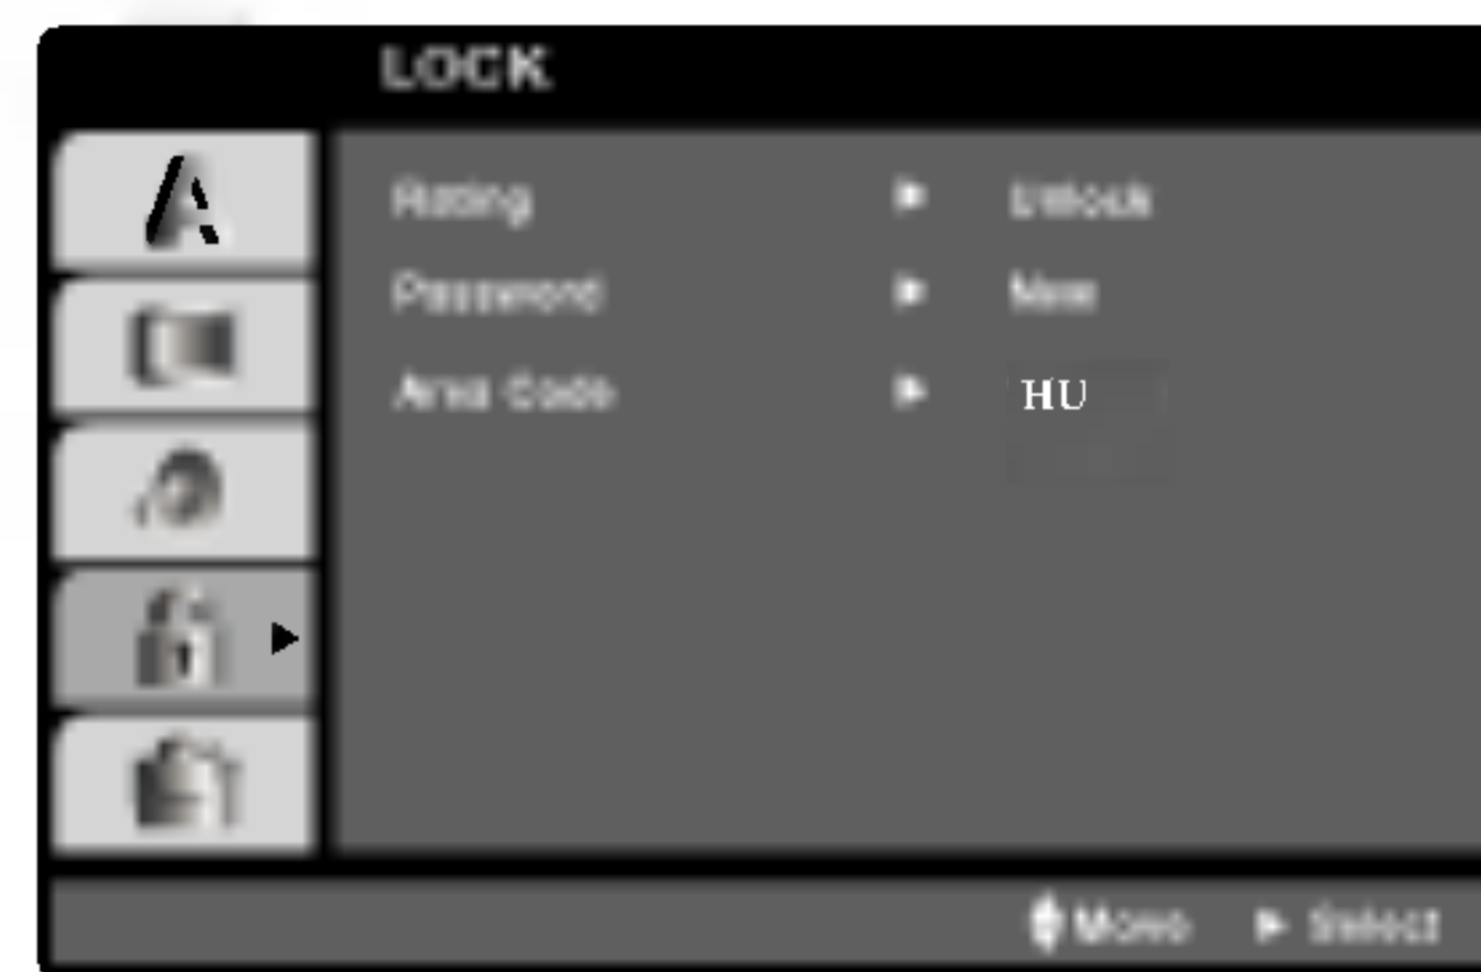 LOCK
Rating ► Unlock
Password ► New
Area Code ► HU
Move ► Select